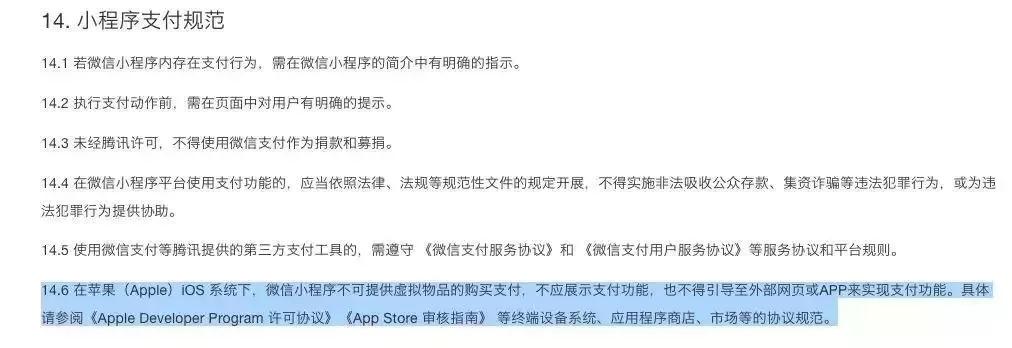 14. 小程序支付规范
14.1 若微信小程序内存在支付行为，需在微信小程序的简介中有明确的指示。
14.2 执行支付动作前，需在页面中对用户有明确的提示。
14.3 未经腾讯许可，不得使用微信支付作为捐款和募捐。
14.4 在微信小程序平台使用支付功能的，应当依照法律、法规等规范性文件的规定开展，不得实施非法吸收公众存款、集资诈骗等违法犯罪行为，或为违
法犯罪行为提供协助。
14.5 使用微信支付等腾讯提供的第三方支付工具的，需遵守 《微信支付服务协议》和 《微信支付用户服务协议》等服务协议和平台规则。
14.6 在苹果（Apple）iOS 系统下，微信小程序不可提供虚拟物品的购买支付，不应展示支付功能，也不得引导至外部网页或APP来实现支付功能。具体
请参阅《Apple Developer Program 许可协议》《App Store 审核指南》 等终端设备系统、应用程序商店、市场等的协议规范。